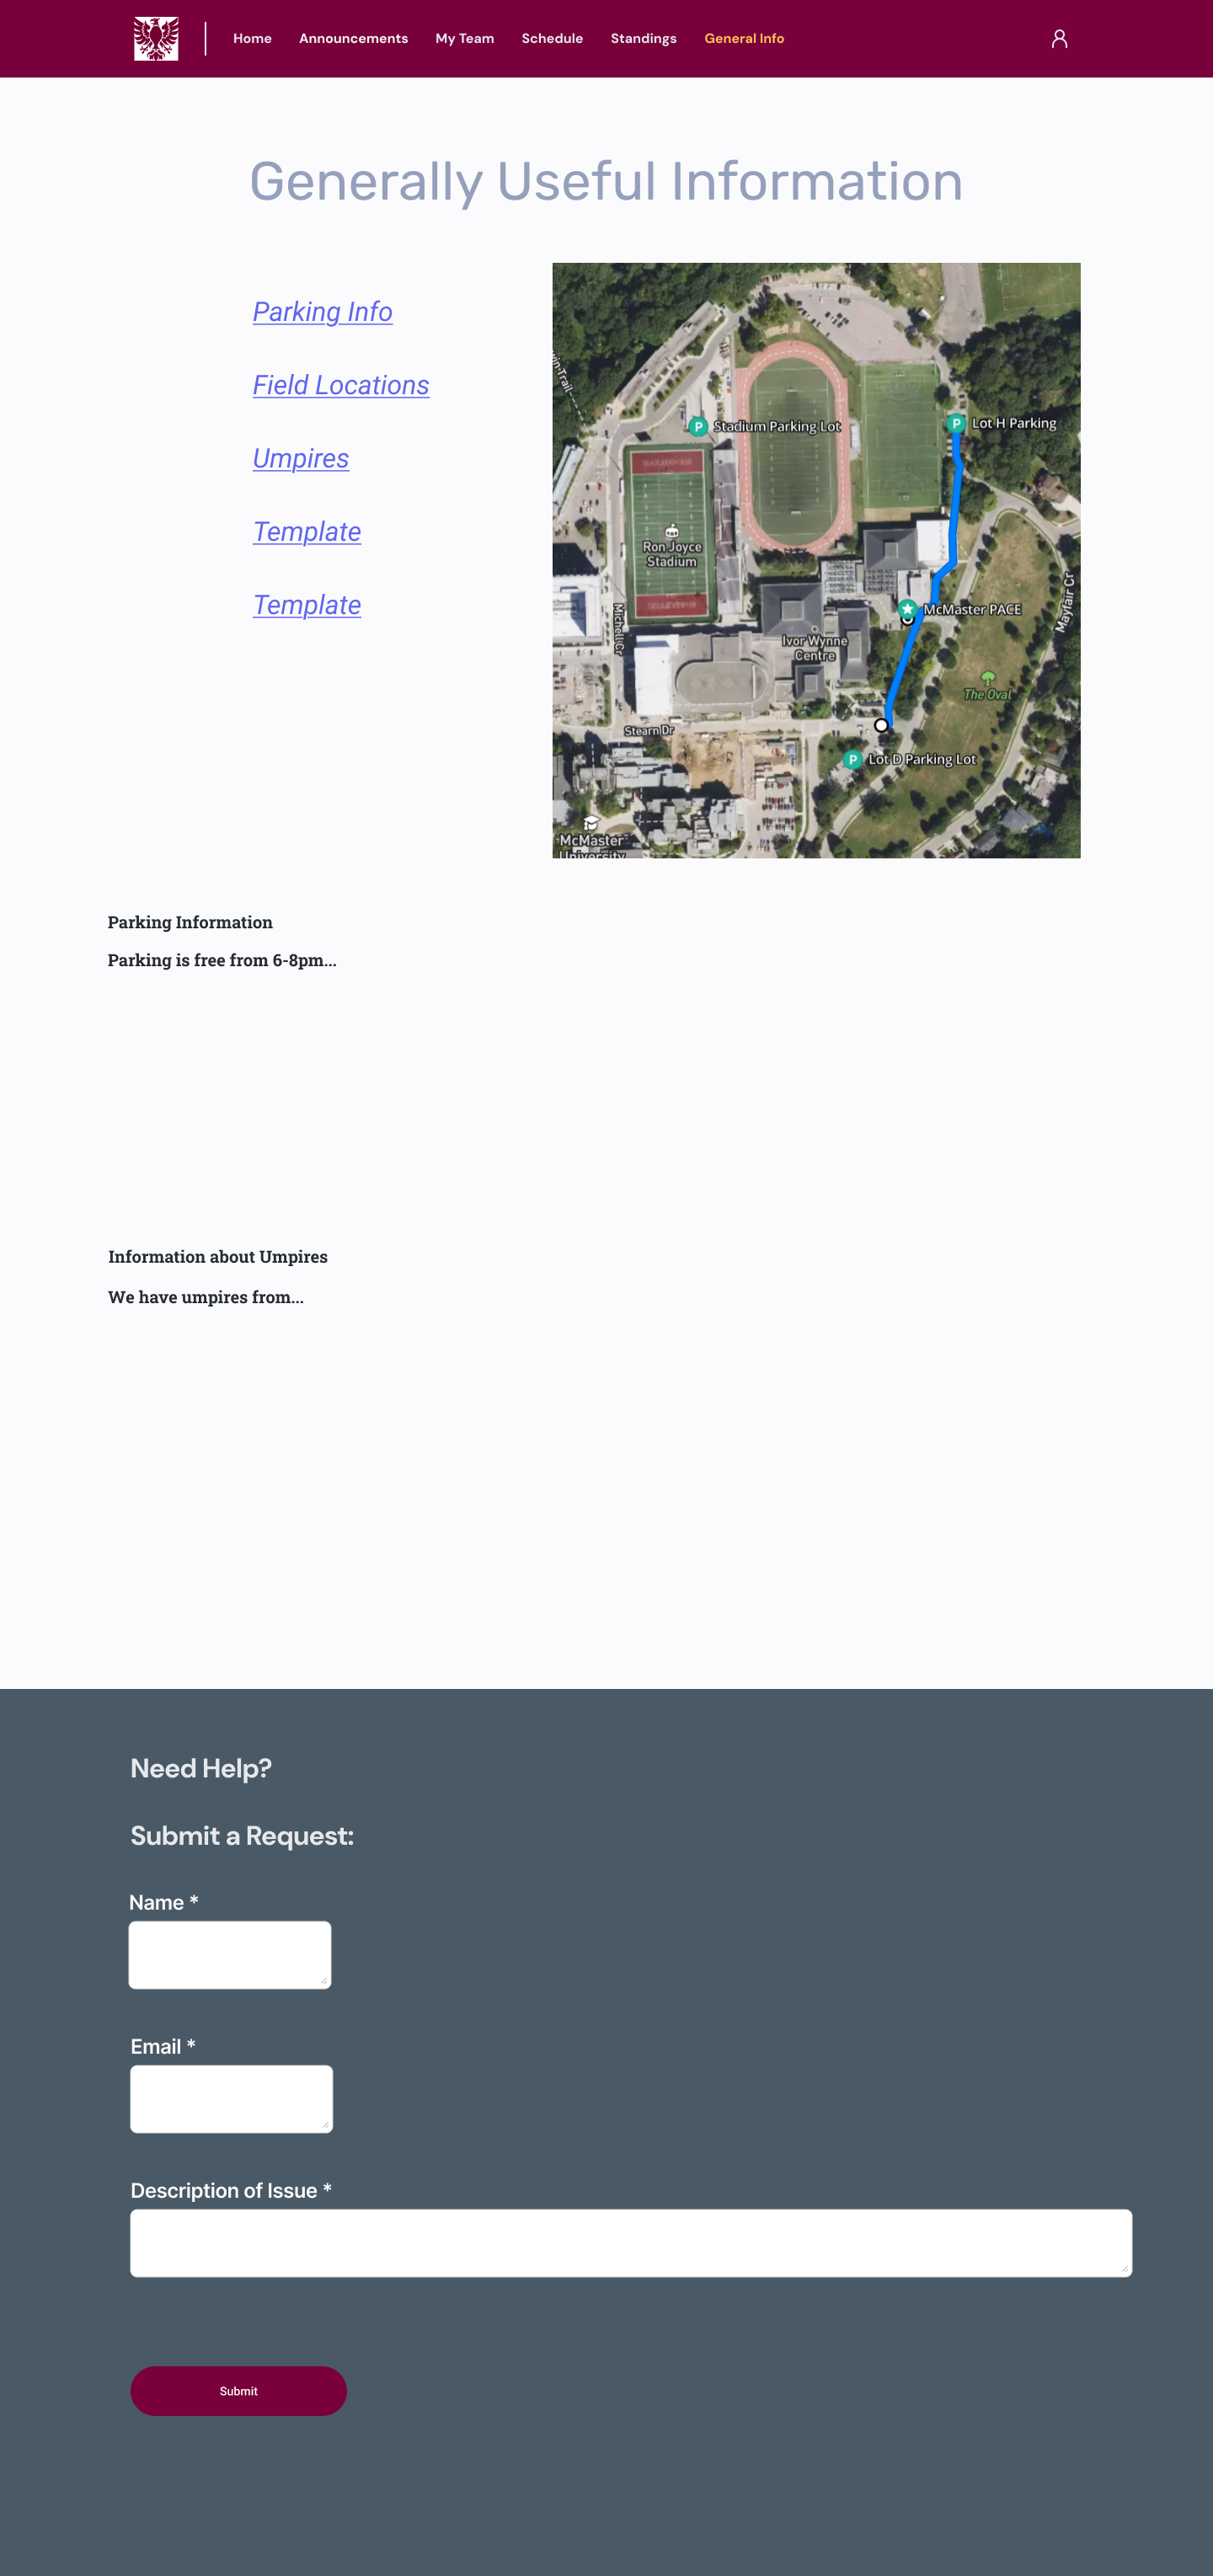 Home Announcements My Team Schedule Standings General Info
Generally Useful Information
Parking Info
Field Locations
Umpires
Template
Template
Stadium Parking Lot
Lot H Parking
Ron Joyce
Stadium
McMaster PACE
Mayfair Cr
Michell Cr
Ivor Wynne
Centre
The Oval
Stearn Dr
Lot D Parking Lot
McMaster
University
Parking Information
Parking is free from 6-8pm...
Information about Umpires
We have umpires from...
Need Help?
Submit a Request:
Name *
Email *
Description of Issue *
Submit